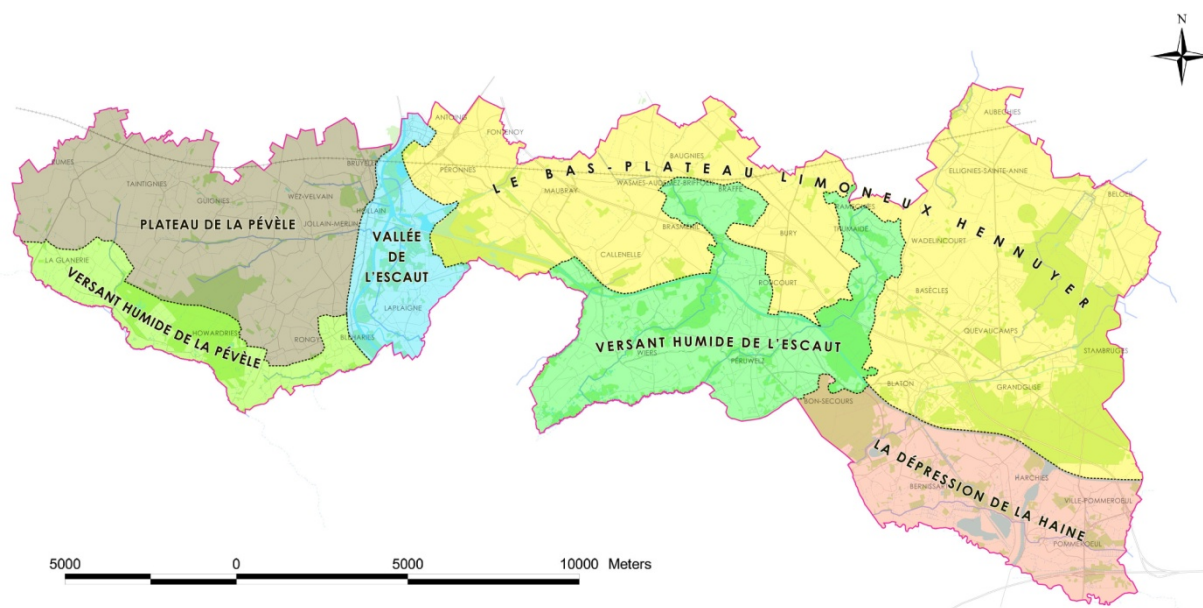 N
AUBECHIES
ANTOING
FONTENOY
RUMES
BRUYELLE
BAUGNIES
ELLIGNIES-SAINTE-ANNE
PÉRONNES
LE BAS-PLATEAU LIMONEUX HENNUYER
TAINTIGNIES
WASMES-AUDEMEZ-BRIFFOEIL
BRAFFE
MAUBRAY
BELOEIL
GUIGNIES
WEZ-VELVAIN
HOLLAIN
JOLLAIN-MERLIN
PLATEAU DE LA PÉVÈLE
BRASMENIL
THUMAIDE
BURY
WADELINCOURT
VALLÉE
DE
L'ESCAUT
LA GLANERIE
CALLENELLE
ROUCOURT
BASÈCLES
VERSANT HUMIDE DE LA PÉVÈLE
LAPLAIGNE
HOWARDRIES
RONGY
BLÉHARIES
QUEVAUCAMPS
VERSANT HUMIDE DE L'ESCAUT
WIERS
PÉRUWELZ
STAMBRUGES
BLATON
GRANDGLISE
BON-SECOURS
LA DÉPRESSION DE LA HAINE
HARCHIES
BERNISSART
VILLE-POMMEROEUL
POMMEROEUL
5000 0 5000 10000 Meters